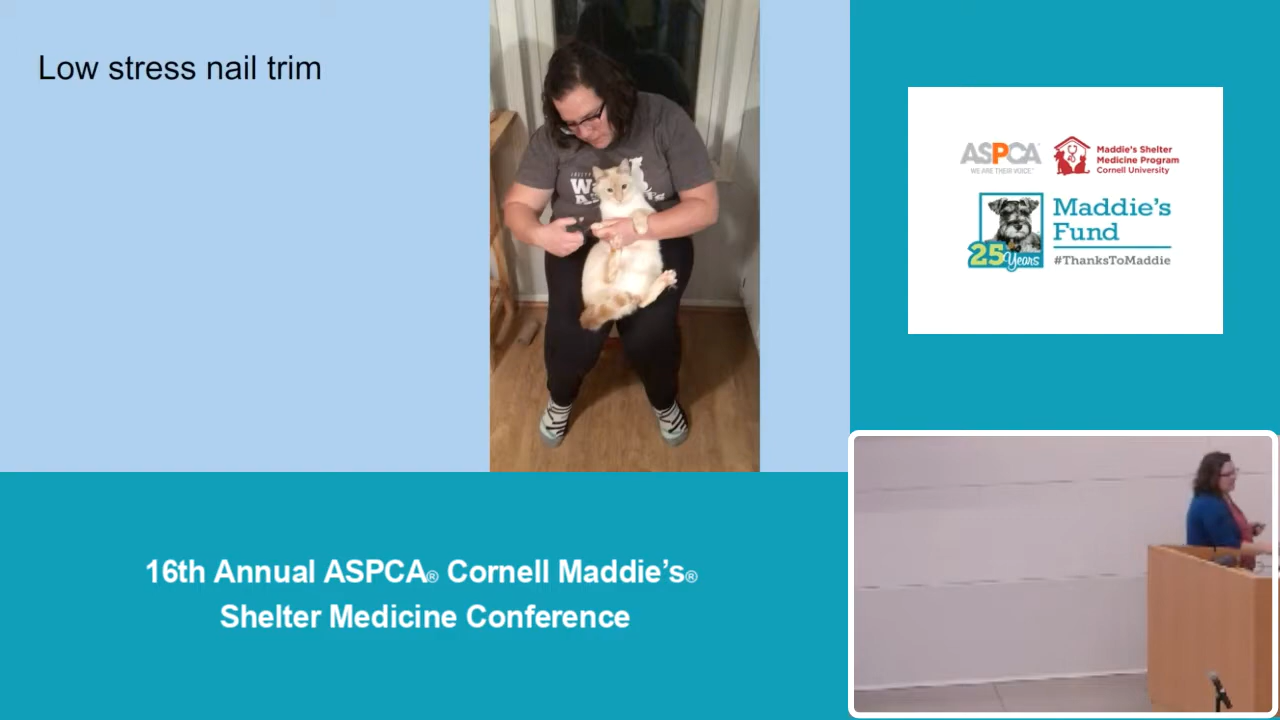 Low stress nail trim
ASPCA
WE ARE THEIR VOICE.
Maddie's Shelter
Medicine Program
Cornell University
Maddie's
Fund
25 Years
#ThanksToMaddie
16th Annual ASPCA® Cornell Maddie's®
Shelter Medicine Conference